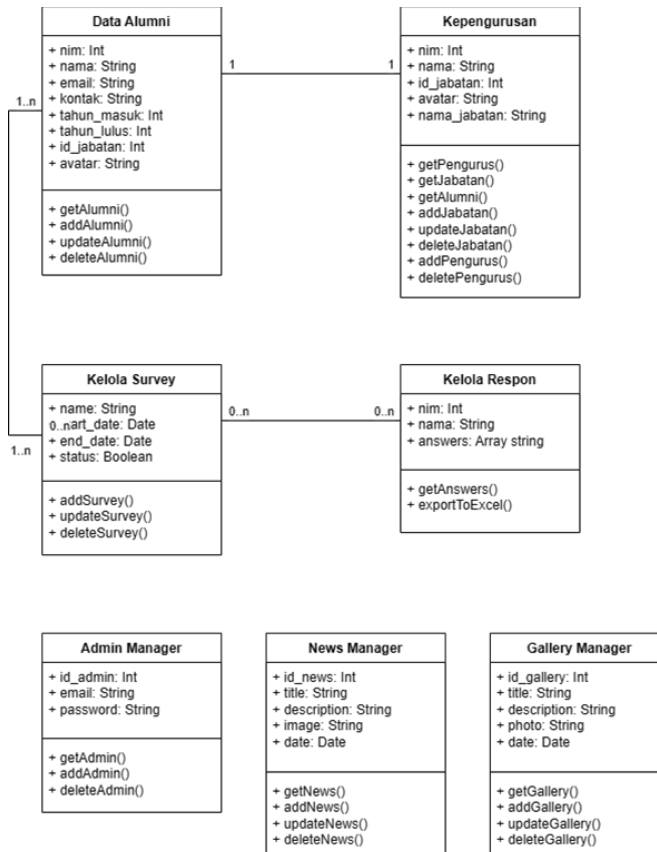 Data Alumni
+ nim: Int
+ nama: String
+ email: String
+ kontak: String
+ tahun_masuk: Int
+ tahun_lulus: Int
+ id_jabatan: Int
+ avatar: String
+ getAlumni()
+ addAlumni()
+ updateAlumni()
+ deleteAlumni()
1
1
Kepengurusan
+ nim: Int
+ nama: String
+ id_jabatan: Int
+ avatar: String
+ nama_jabatan: String
+ getPengurus()
+ getJabatan()
+ getAlumni()
+ addJabatan()
+ updateJabatan()
+ deleteJabatan()
+ addPengurus()
+ deletePengurus()
1..n
1..n
Kelola Survey
+ name: String
0..nart_date: Date
+ end_date: Date
+ status: Boolean
+ addSurvey()
+ updateSurvey()
+ deleteSurvey()
0..n
0..n
Kelola Respon
+ nim: Int
+ nama: String
+ answers: Array string
+ getAnswers()
+ exportToExcel()
Admin Manager
+ id_admin: Int
+ email: String
+ password: String
+ getAdmin()
+ addAdmin()
+ deleteAdmin()
News Manager
+ id_news: Int
+ title: String
+ description: String
+ image: String
+ date: Date
+ getNews()
+ addNews()
+ updateNews()
+ deleteNews()
Gallery Manager
+ id_gallery: Int
+ title: String
+ description: String
+ photo: String
+ date: Date
+ getGallery()
+ addGallery()
+ updateGallery()
+ deleteGallery()